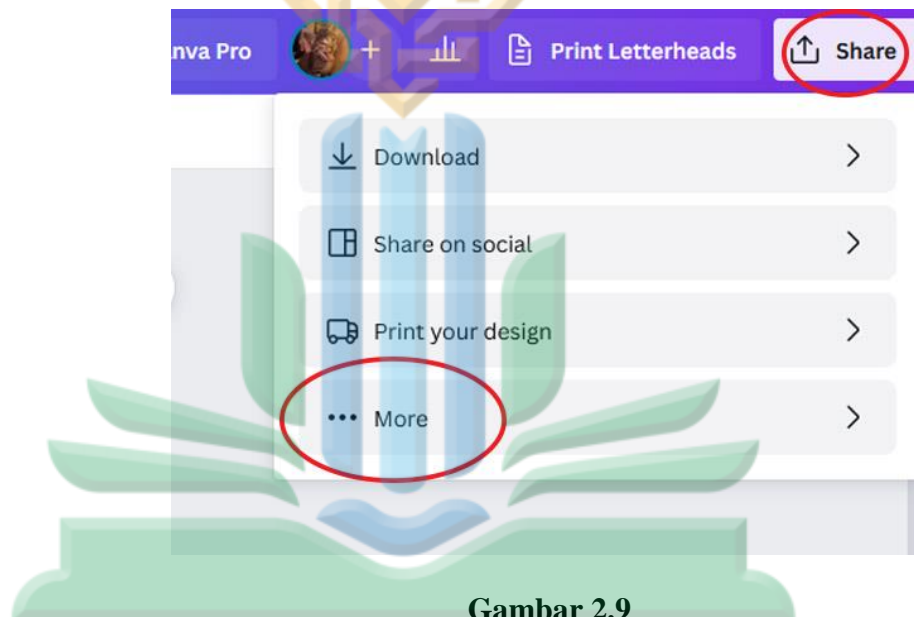 nva Pro + Print Letterheads Share
Download
Share on social
Print your design
More
Gambar 2.9